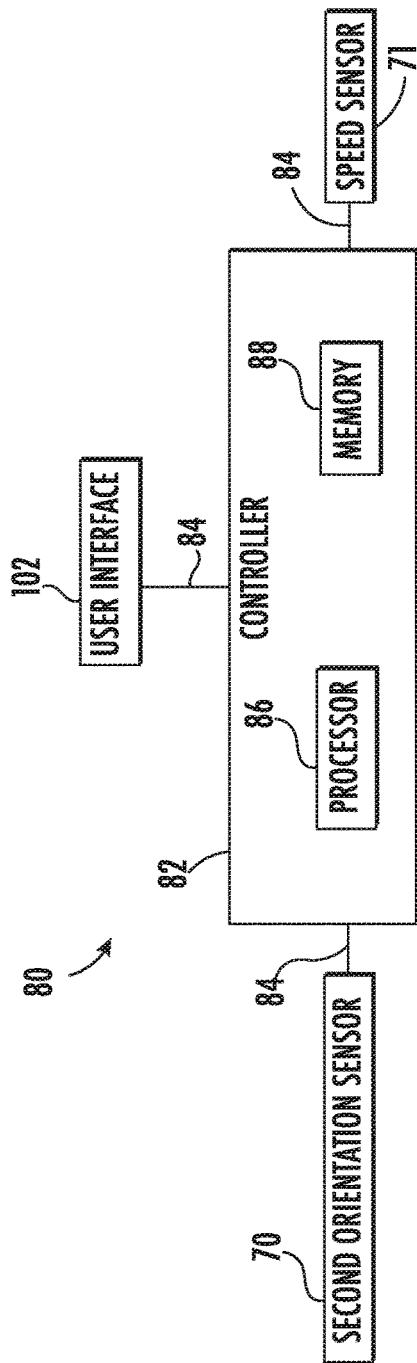 80
102
USER INTERFACE
84
82
CONTROLLER
86
PROCESSOR
88
MEMORY
84
70
SECOND ORIENTATION SENSOR
84
SPEED SENSOR
71